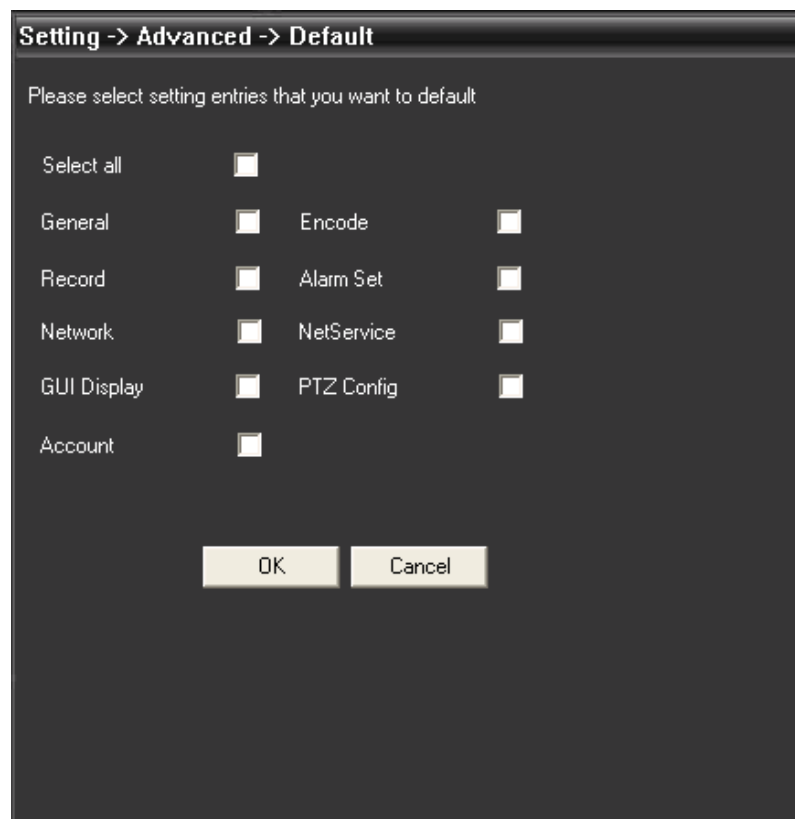 Setting -> Advanced -> Default
Please select setting entries that you want to default
Select all
General Encode
Record Alarm Set
Network NetService
GUI Display PTZ Config
Account
OK Cancel